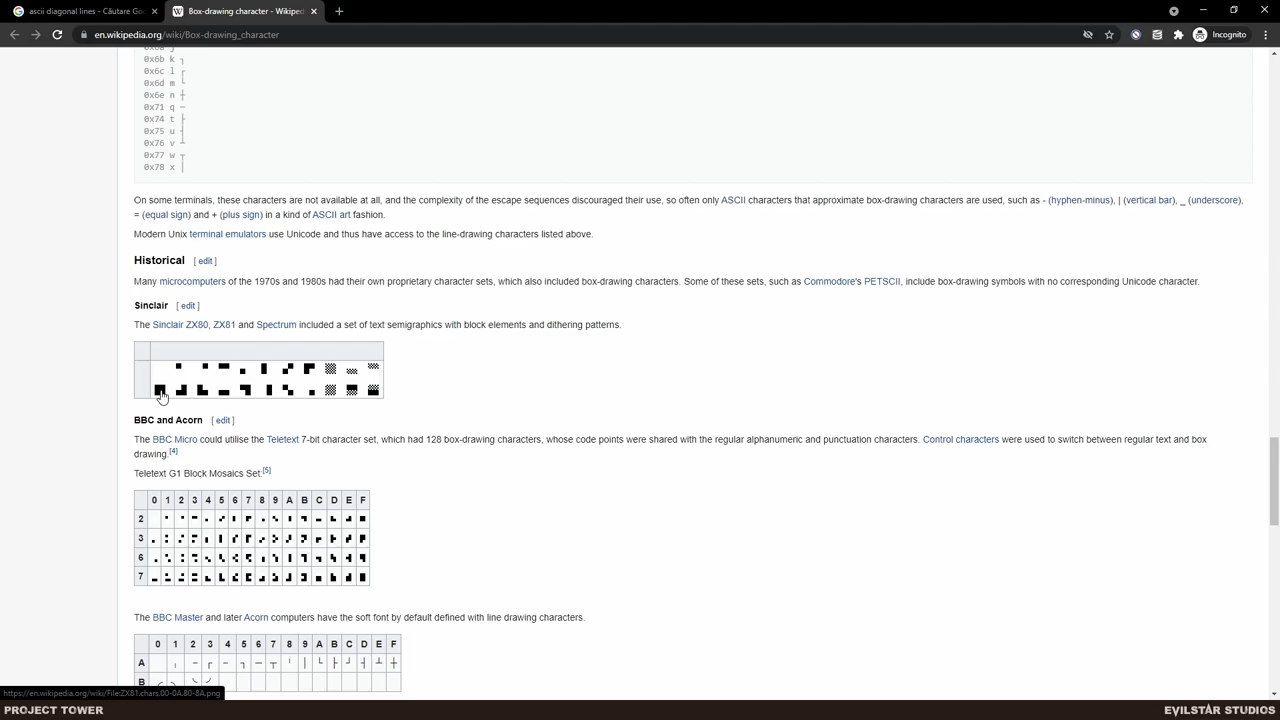 ascii diagonal lines - Căutare Goo
Box-drawing character - Wikiped
en.wikipedia.org/wiki/Box-drawing_character
Incognito
0x6a j ┘
0x6b k ┐
0x6c l ┌
0x6d m └
0x6e n ┼
0x71 q ─
0x74 t ├
0x75 u ┤
0x76 v ┴
0x77 w ┬
0x78 x │
On some terminals, these characters are not available at all, and the complexity of the escape sequences discouraged their use, so often only ASCII characters that approximate box-drawing characters are used, such as - (hyphen-minus), | (vertical bar), _ (underscore),
= (equal sign) and + (plus sign) in a kind of ASCII art fashion.
Modern Unix terminal emulators use Unicode and thus have access to the line-drawing characters listed above.
Historical [ edit ]
Many microcomputers of the 1970s and 1980s had their own proprietary character sets, which also included box-drawing characters. Some of these sets, such as Commodore's PETSCII, include box-drawing symbols with no corresponding Unicode character.
Sinclair [ edit ]
The Sinclair ZX80, ZX81 and Spectrum included a set of text semigraphics with block elements and dithering patterns.
BBC and Acorn [ edit ]
The BBC Micro could utilise the Teletext 7-bit character set, which had 128 box-drawing characters, whose code points were shared with the regular alphanumeric and punctuation characters. Control characters were used to switch between regular text and box
drawing.[4]
Teletext G1 Block Mosaics Set:[5]
0 1 2 3 4 5 6 7 8 9 A B C D E F
2
3
6
7
The BBC Master and later Acorn computers have the soft font by default defined with line drawing characters.
0 1 2 3 4 5 6 7 8 9 A B C D E F
A
B
https://en.wikipedia.org/wiki/File:ZX81.chars.00-0A.80-8A.png
PROJECT TOWER
EVILSTAR STUDIOS